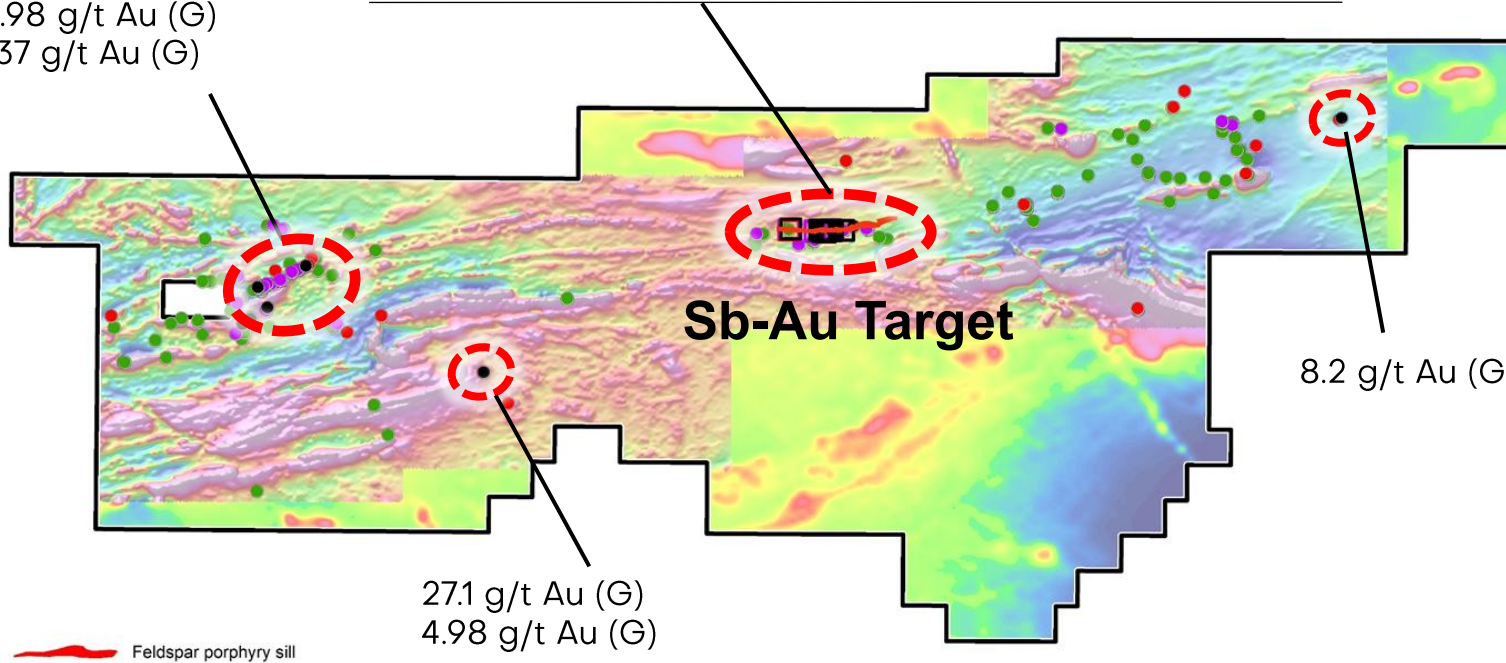 .98 g/t Au (G)
37 g/t Au (G)
Sb-Au Target
8.2 g/t Au (G
27.1 g/t Au (G)
4.98 g/t Au (G)
Feldspar porphyry sill